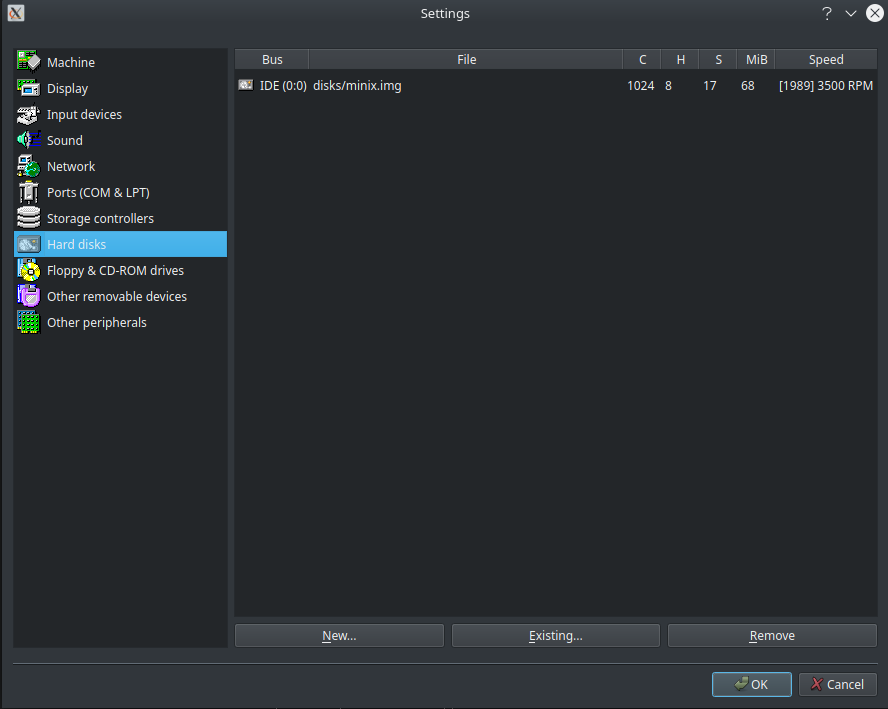 Settings
Machine
Display
Input devices
Sound
Network
Ports (COM & LPT)
Storage controllers
Hard disks
Floppy & CD-ROM drives
Other removable devices
Other peripherals
Bus File C H S MiB Speed
IDE (0:0) disks/minix.img 1024 8 17 68 [1989] 3500 RPM
New... Existing... Remove
OK Cancel